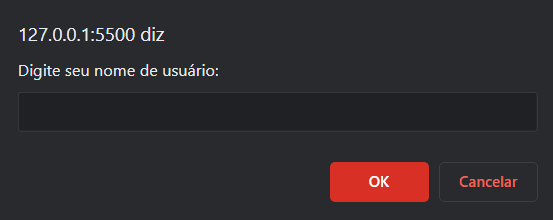 127.0.0.1:5500 diz
Digite seu nome de usuário:
OK
Cancelar